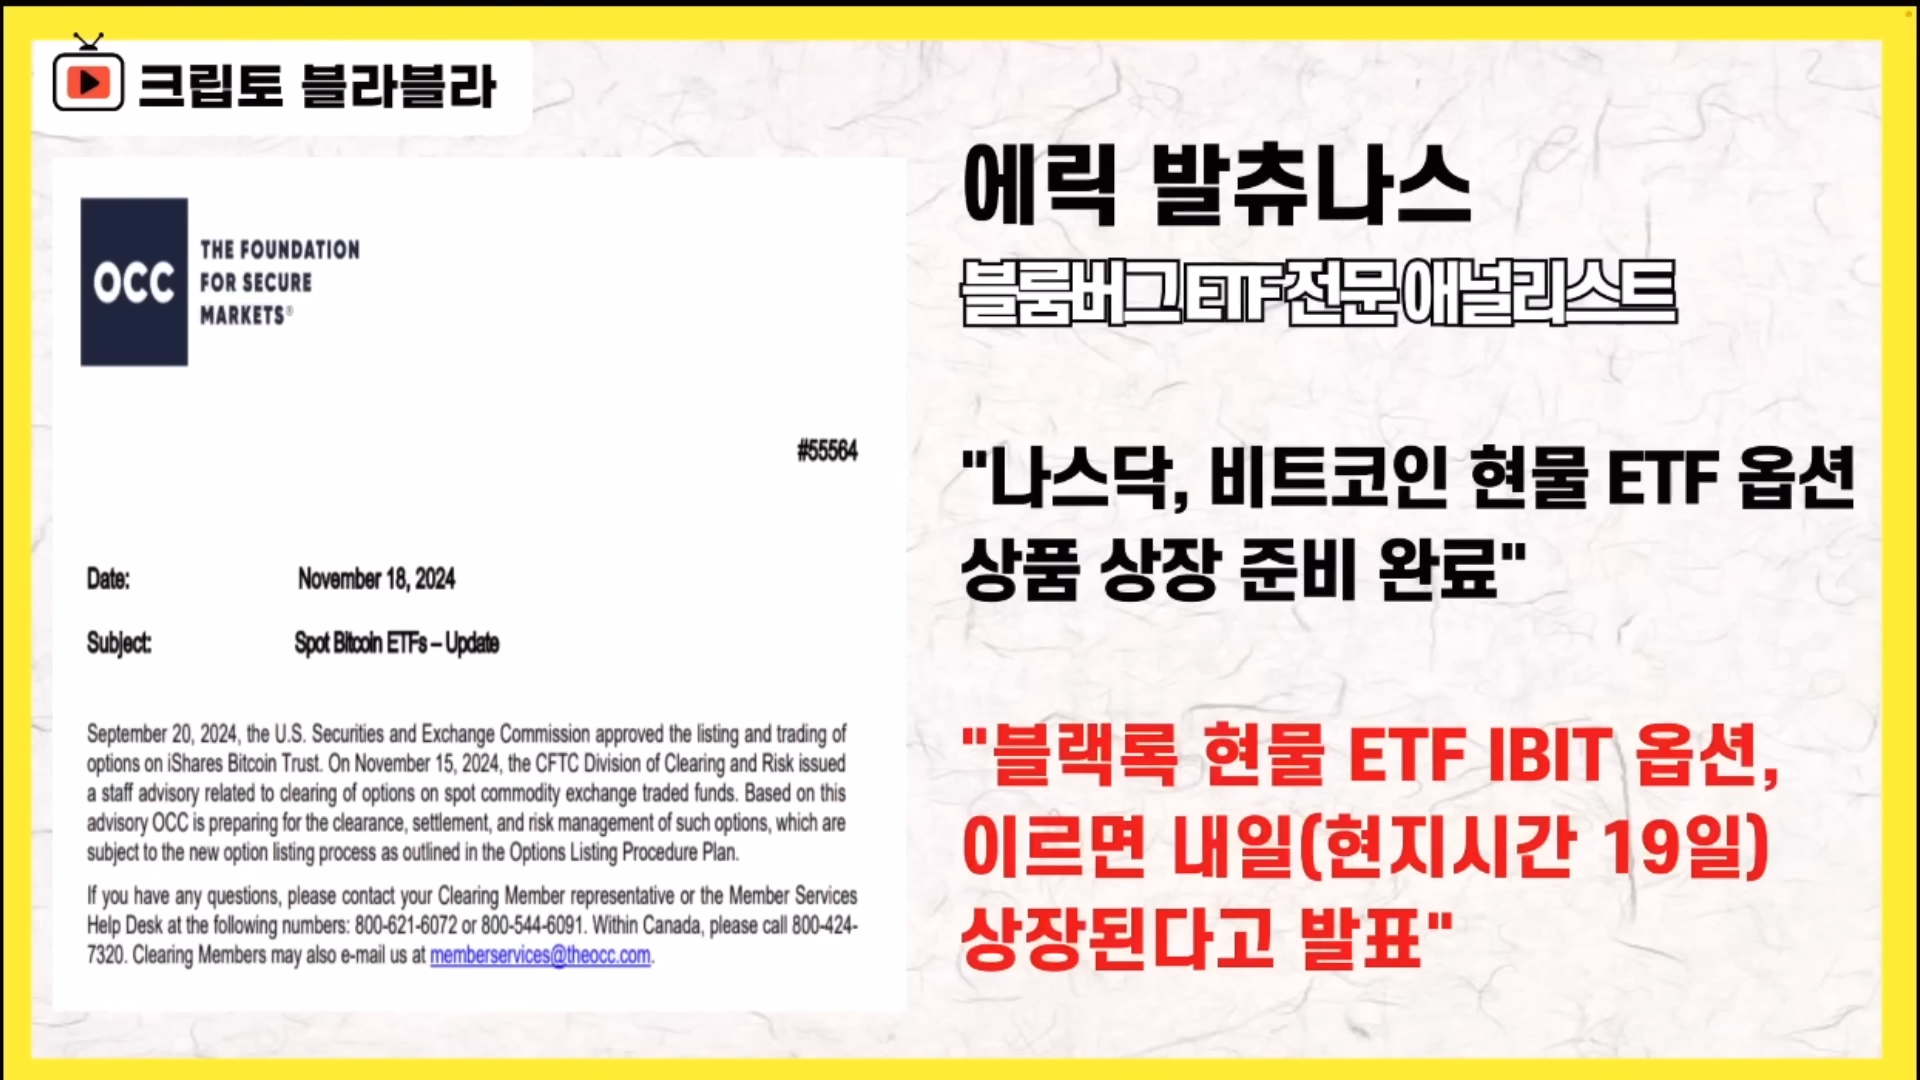 크립토 블라블라
OCC
THE FOUNDATION
FOR SECURE
MARKETS®
#55564
Date: November 18, 2024
Subject: Spot Bitcoin ETFs – Update
September 20, 2024, the U.S. Securities and Exchange Commission approved the listing and trading of
options on iShares Bitcoin Trust. On November 15, 2024, the CFTC Division of Clearing and Risk issued
a staff advisory related to clearing of options on spot commodity exchange traded funds. Based on this
advisory OCC is preparing for the clearance, settlement, and risk management of such options, which are
subject to the new option listing process as outlined in the Options Listing Procedure Plan.
If you have any questions, please contact your Clearing Member representative or the Member Services
Help Desk at the following numbers: 800-621-6072 or 800-544-6091. Within Canada, please call 800-424-
7320. Clearing Members may also e-mail us at memberservices@theocc.com.
에릭 발츄나스
블룸버그 ETF 전문 애널리스트
"나스닥, 비트코인 현물 ETF 옵션
상품 상장 준비 완료"
"블랙록 현물 ETF IBIT 옵션,
이르면 내일(현지시간 19일)
상장된다고 발표"